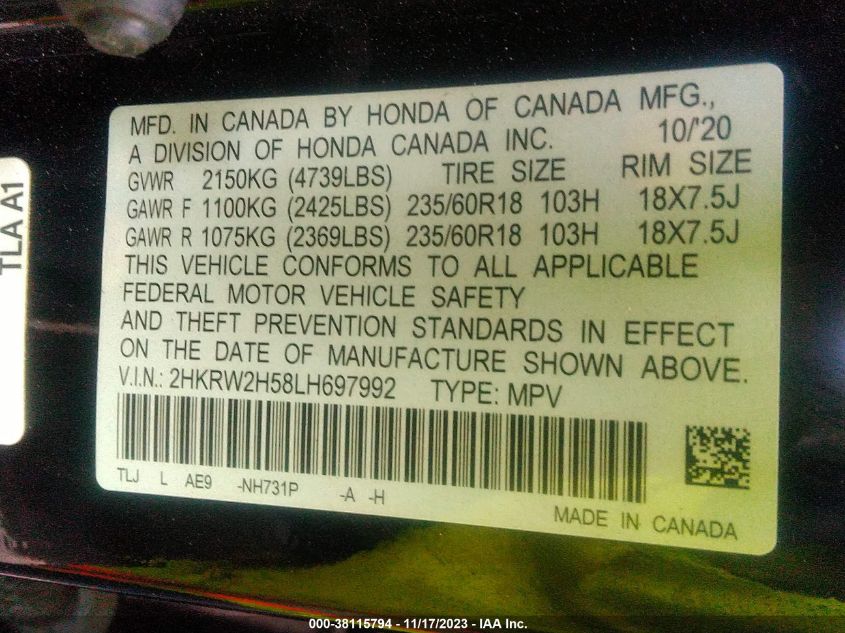 TLA A1
MFD. IN CANADA BY HONDA OF CANADA MFG.,
A DIVISION OF HONDA CANADA INC. 10/'20
GVWR 2150KG (4739LBS) TIRE SIZE RIM SIZE
GAWR F 1100KG (2425LBS) 235/60R18 103H 18X7.5J
GAWR R 1075KG (2369LBS) 235/60R18 103H 18X7.5J
THIS VEHICLE CONFORMS TO ALL APPLICABLE
FEDERAL MOTOR VEHICLE SAFETY
AND THEFT PREVENTION STANDARDS IN EFFECT
ON THE DATE OF MANUFACTURE SHOWN ABOVE.
V.I.N.: 2HKRW2H58LH697992 TYPE: MPV
TLJ L AE9 -NH731P -A -H
MADE IN CANADA
000-38115794 - 11/17/2023 - IAA Inc.